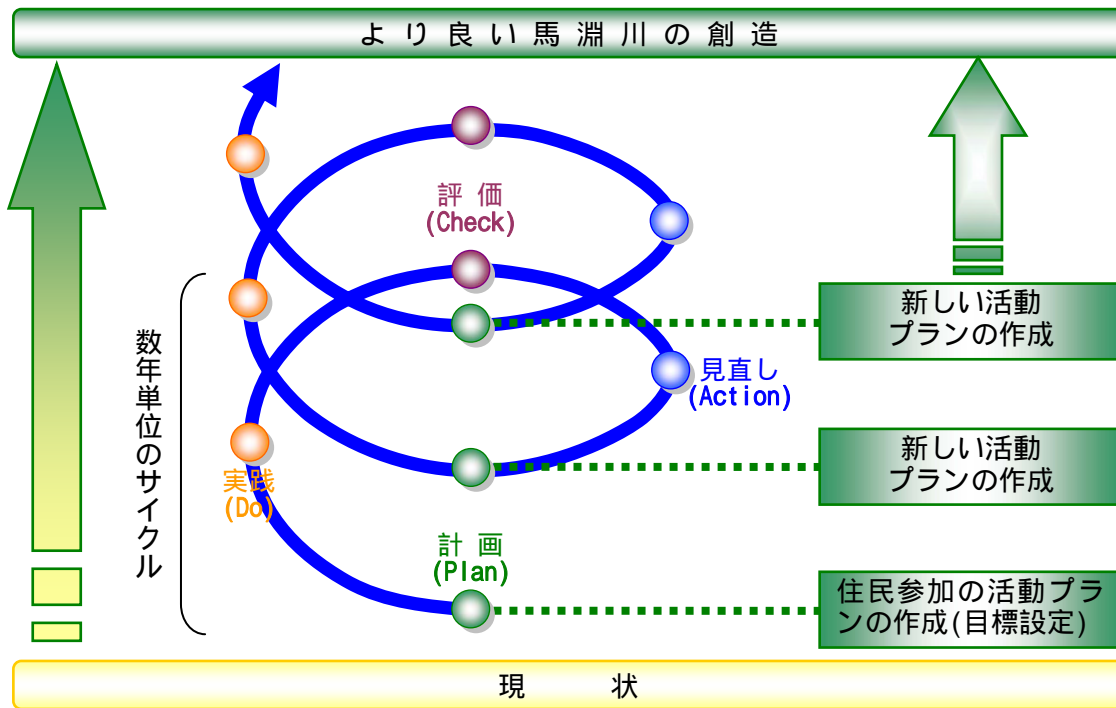 より良い馬淵川の創造
評価
(Check)
新しい活動
プランの作成
数年単位のサイクル
見直し
(Action)
新しい活動
プランの作成
実践
(Do)
計画
(Plan)
住民参加の活動プラ
ンの作成(目標設定)
現状